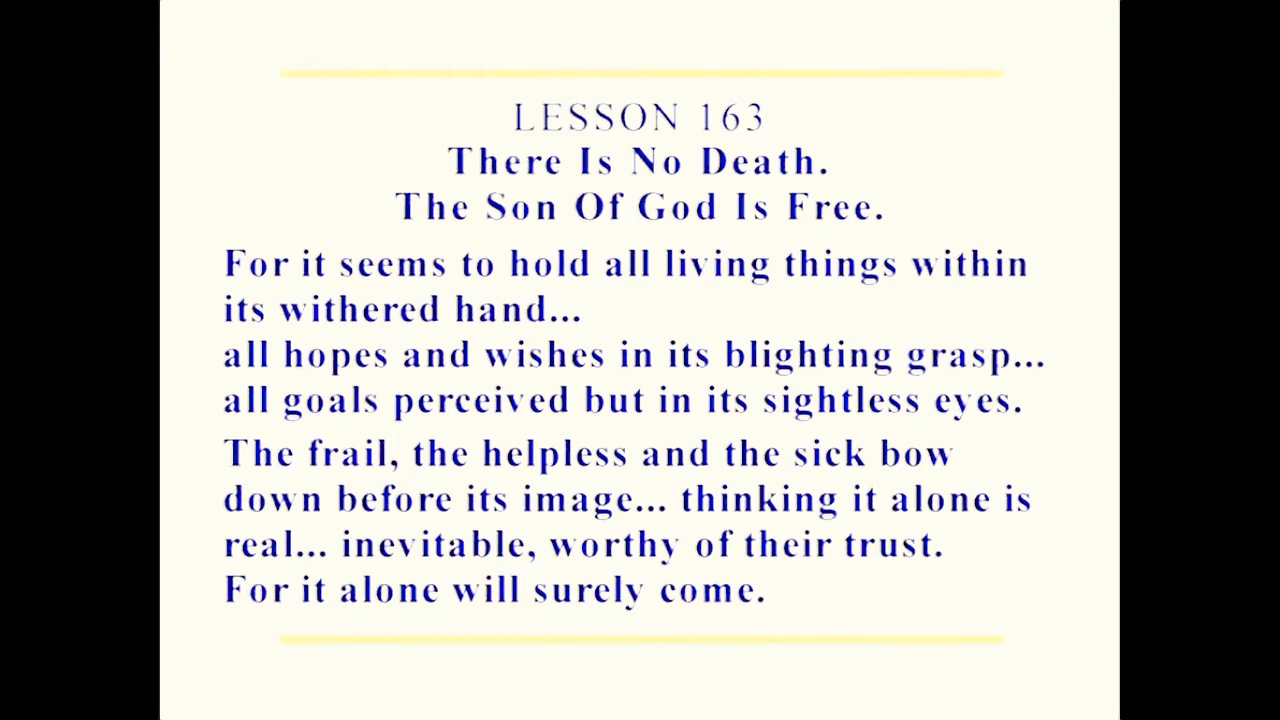 LESSON 163
There Is No Death.
The Son Of God Is Free.
For it seems to hold all living things within
its withered hand...
all hopes and wishes in its blighting grasp...
all goals perceived but in its sightless eyes.
The frail, the helpless and the sick bow
down before its image... thinking it alone is
real... inevitable, worthy of their trust.
For it alone will surely come.